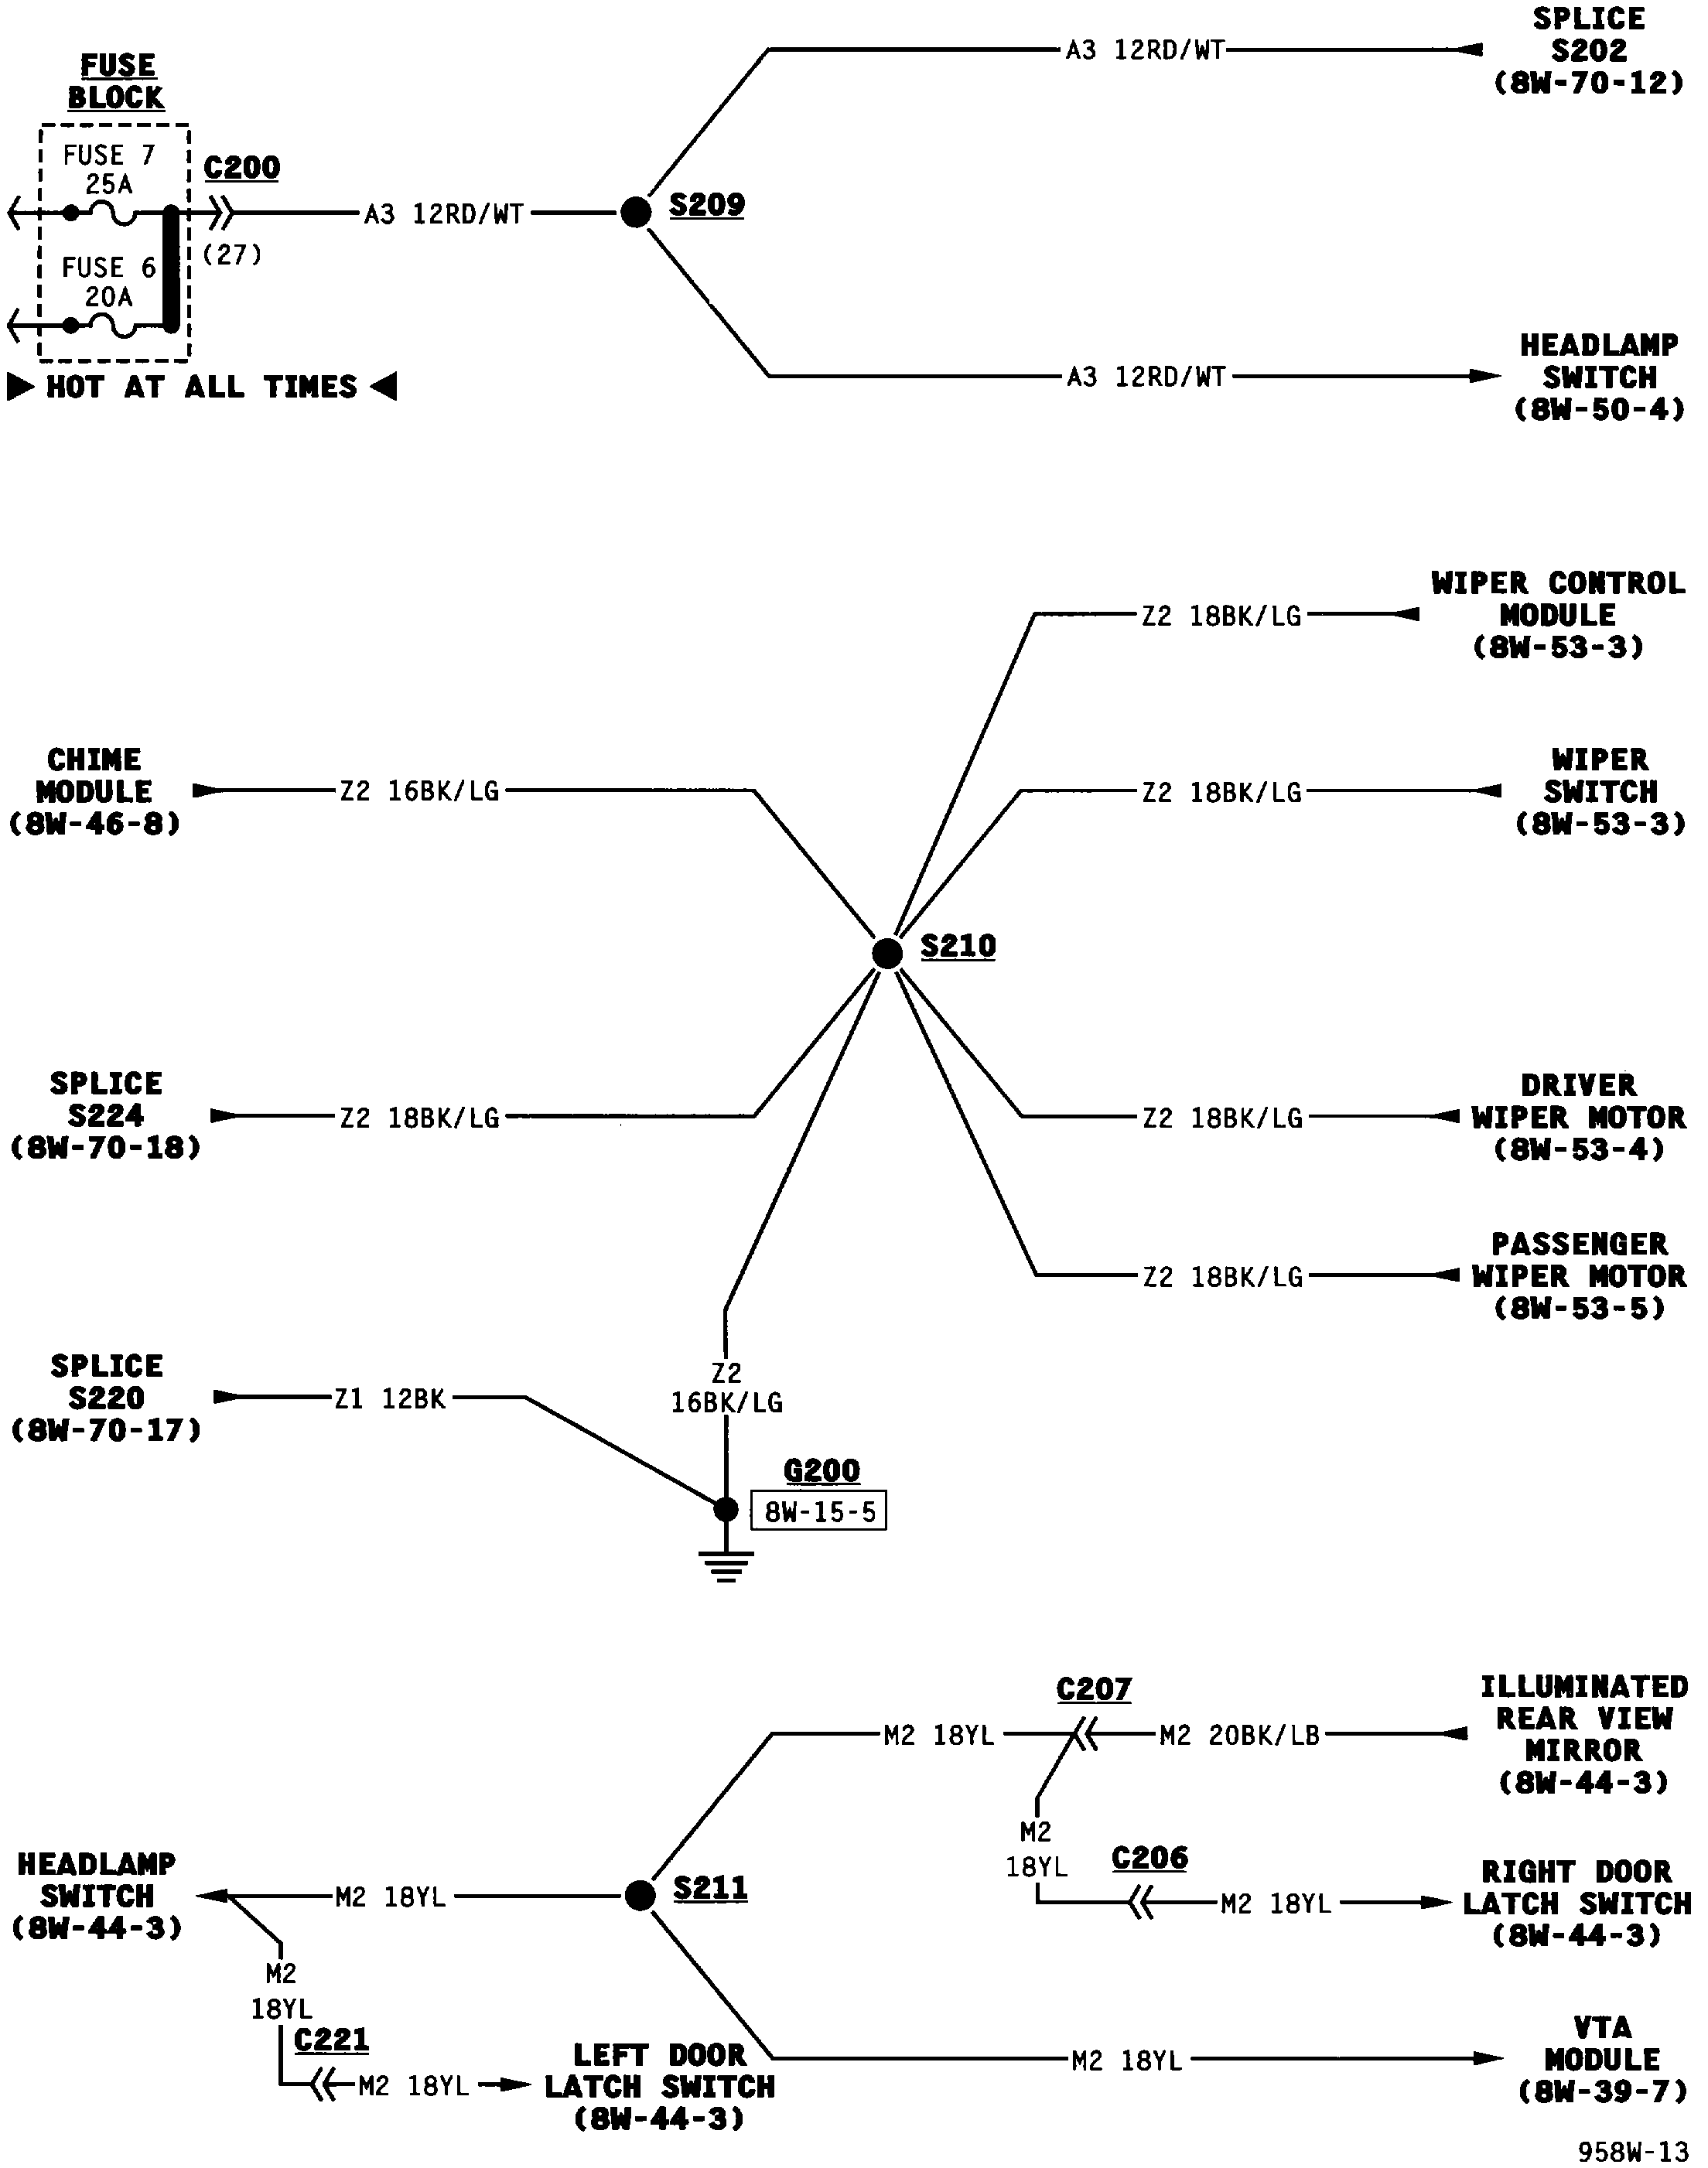 SPLICE
S202
(8W-70-12)
A3 12RD/WT
FUSE
BLOCK
FUSE 7
25A
C200
(27)
A3 12RD/WT
S209
FUSE 6
20A
HOT AT ALL TIMES
A3 12RD/WT
HEADLAMP
SWITCH
(8W-50-4)
Z2 18BK/LG
WIPER CONTROL
MODULE
(8W-53-3)
CHIME
MODULE
(8W-46-8)
Z2 16BK/LG
Z2 18BK/LG
WIPER
SWITCH
(8W-53-3)
S210
SPLICE
S224
(8W-70-18)
Z2 18BK/LG
Z2 18BK/LG
DRIVER
WIPER MOTOR
(8W-53-4)
Z2 18BK/LG
PASSENGER
WIPER MOTOR
(8W-53-5)
SPLICE
S220
(8W-70-17)
Z1 12BK
Z2
16BK/LG
G200
8W-15-5
M2 18YL
C207
M2 20BK/LB
ILLUMINATED
REAR VIEW
MIRROR
(8W-44-3)
M2
18YL
C206
M2 18YL
RIGHT DOOR
LATCH SWITCH
(8W-44-3)
HEADLAMP
SWITCH
(8W-44-3)
M2 18YL
S211
M2
18YL
C221
M2 18YL
LEFT DOOR
LATCH SWITCH
(8W-44-3)
M2 18YL
VTA
MODULE
(8W-39-7)
958W-13